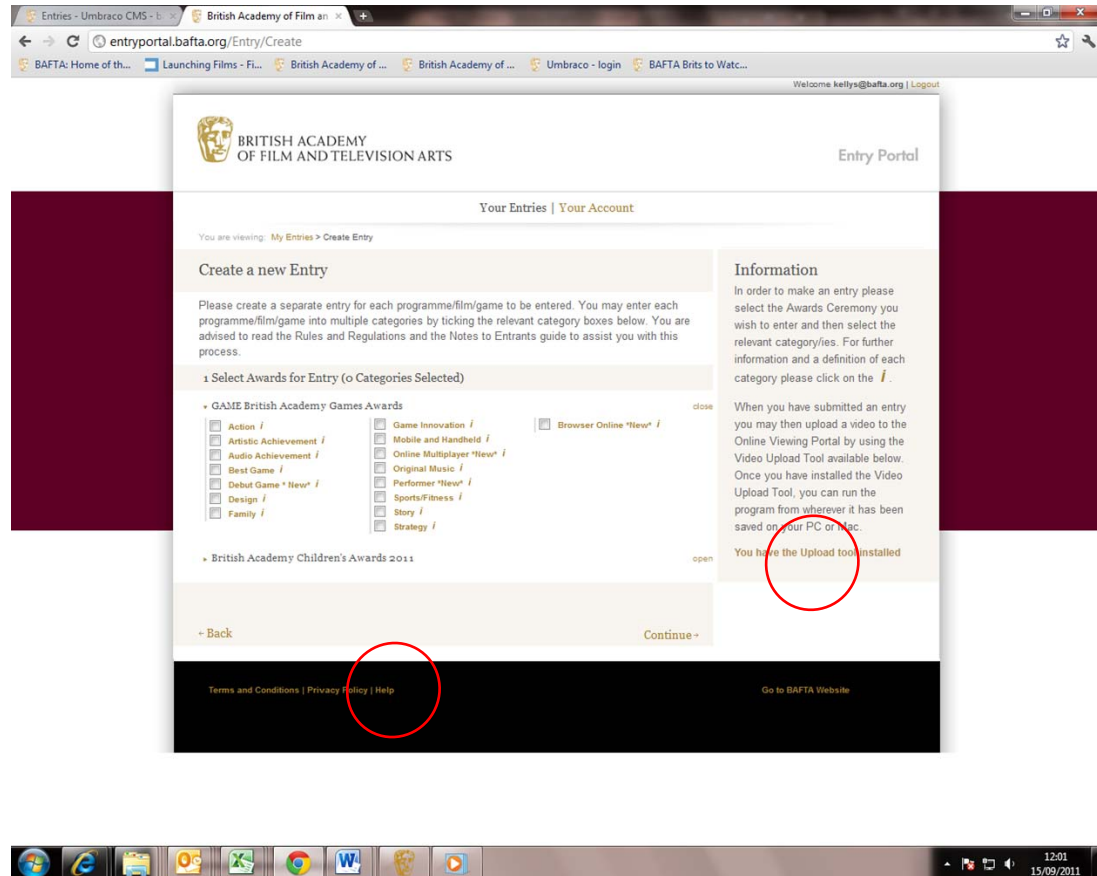 Entries - Umbraco CMS - b
British Academy of Film an
entryportal.bafta.org/Entry/Create
BAFTA: Home of th...
Launching Films - Fi...
British Academy of ...
British Academy of ...
Umbraco - login
BAFTA Brits to Watc...
Welcome kellys@bafta.org | Logout
BRITISH ACADEMY
OF FILM AND TELEVISION ARTS
Entry Portal
Your Entries | Your Account
You are viewing: My Entries > Create Entry
Create a new Entry
Please create a separate entry for each programme/film/game to be entered. You may enter each
programme/film/game into multiple categories by ticking the relevant category boxes below. You are
advised to read the Rules and Regulations and the Notes to Entrants guide to assist you with this
process.
1 Select Awards for Entry (0 Categories Selected)
GAME British Academy Games Awards
close
Action i
Artistic Achievement i
Audio Achievement i
Best Game i
Debut Game * New* i
Design i
Family i
Game Innovation i
Mobile and Handheld i
Online Multiplayer *New* i
Original Music i
Performer *New* i
Sports/Fitness i
Story i
Strategy i
Browser Online *New* i
British Academy Children's Awards 2011
open
← Back
Continue →
Information
In order to make an entry please
select the Awards Ceremony you
wish to enter and then select the
relevant category/ies. For further
information and a definition of each
category please click on the i .
When you have submitted an entry
you may then upload a video to the
Online Viewing Portal by using the
Video Upload Tool available below.
Once you have installed the Video
Upload Tool, you can run the
program from wherever it has been
saved on your PC or Mac.
You have the Upload tool installed
Terms and Conditions | Privacy Policy | Help
Go to BAFTA Website
12:01
15/09/2011